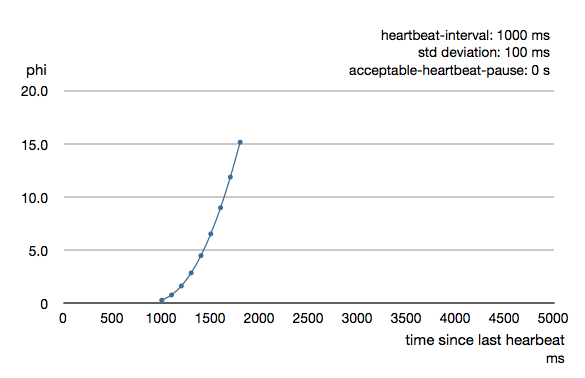 heartbeat-interval: 1000 ms
std deviation: 100 ms
phi
acceptable-heartbeat-pause: 0 s
20.0
15.0
10.0
5.0
0
0 500 1000 1500 2000 2500 3000 3500 4000 4500 5000
time since last hearbeat
ms